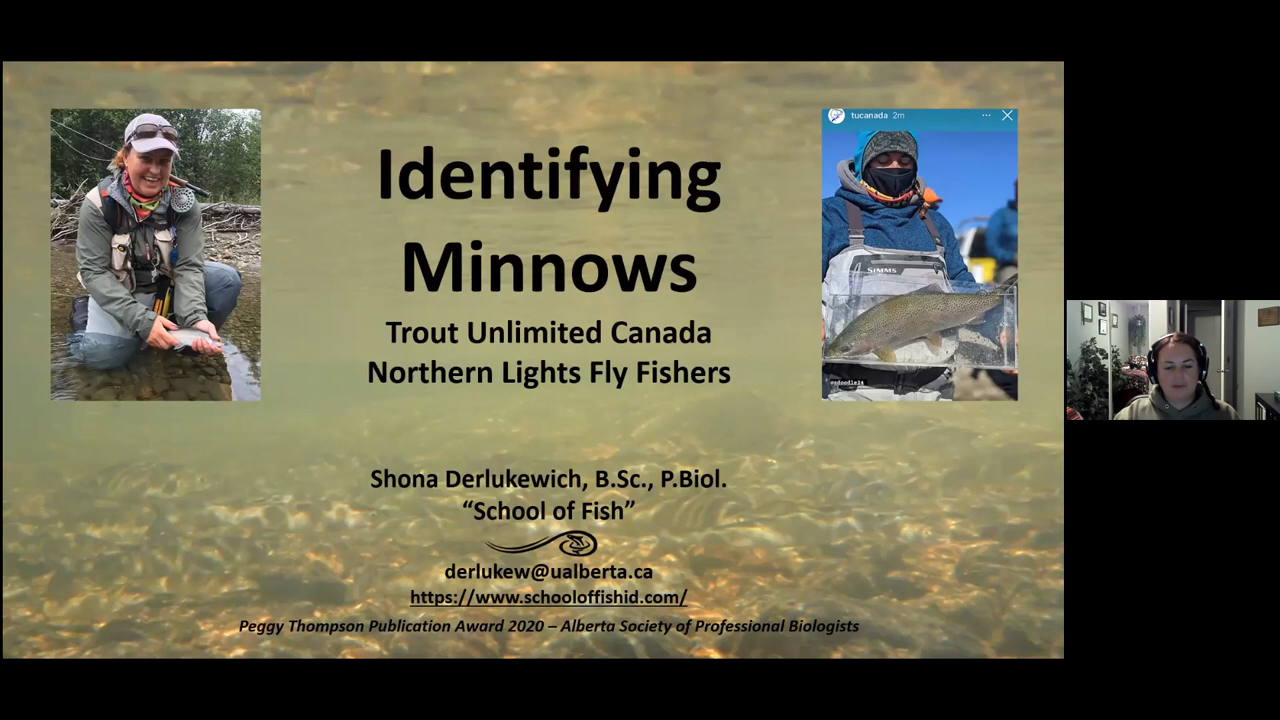 Identifying
Minnows
Trout Unlimited Canada
Northern Lights Fly Fishers
Shona Derlukewich, B.Sc., P.Biol.
“School of Fish”
derlukew@ualberta.ca
https://www.schooloffishid.com/
Peggy Thompson Publication Award 2020 – Alberta Society of Professional Biologists
tucanada 2m
SIMMS